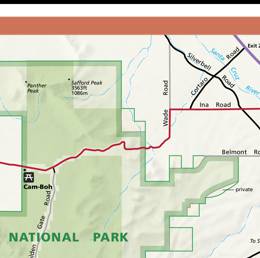 Exit 2
Santa Cruz River
Silverbell Road
Cortaro
Panther
Peak
Safford Peak
3563ft
1086m
Wade Road
Ina Road
Belmont Ro
Cam-Boh
private
Golden Gate Road
NATIONAL PARK
To S